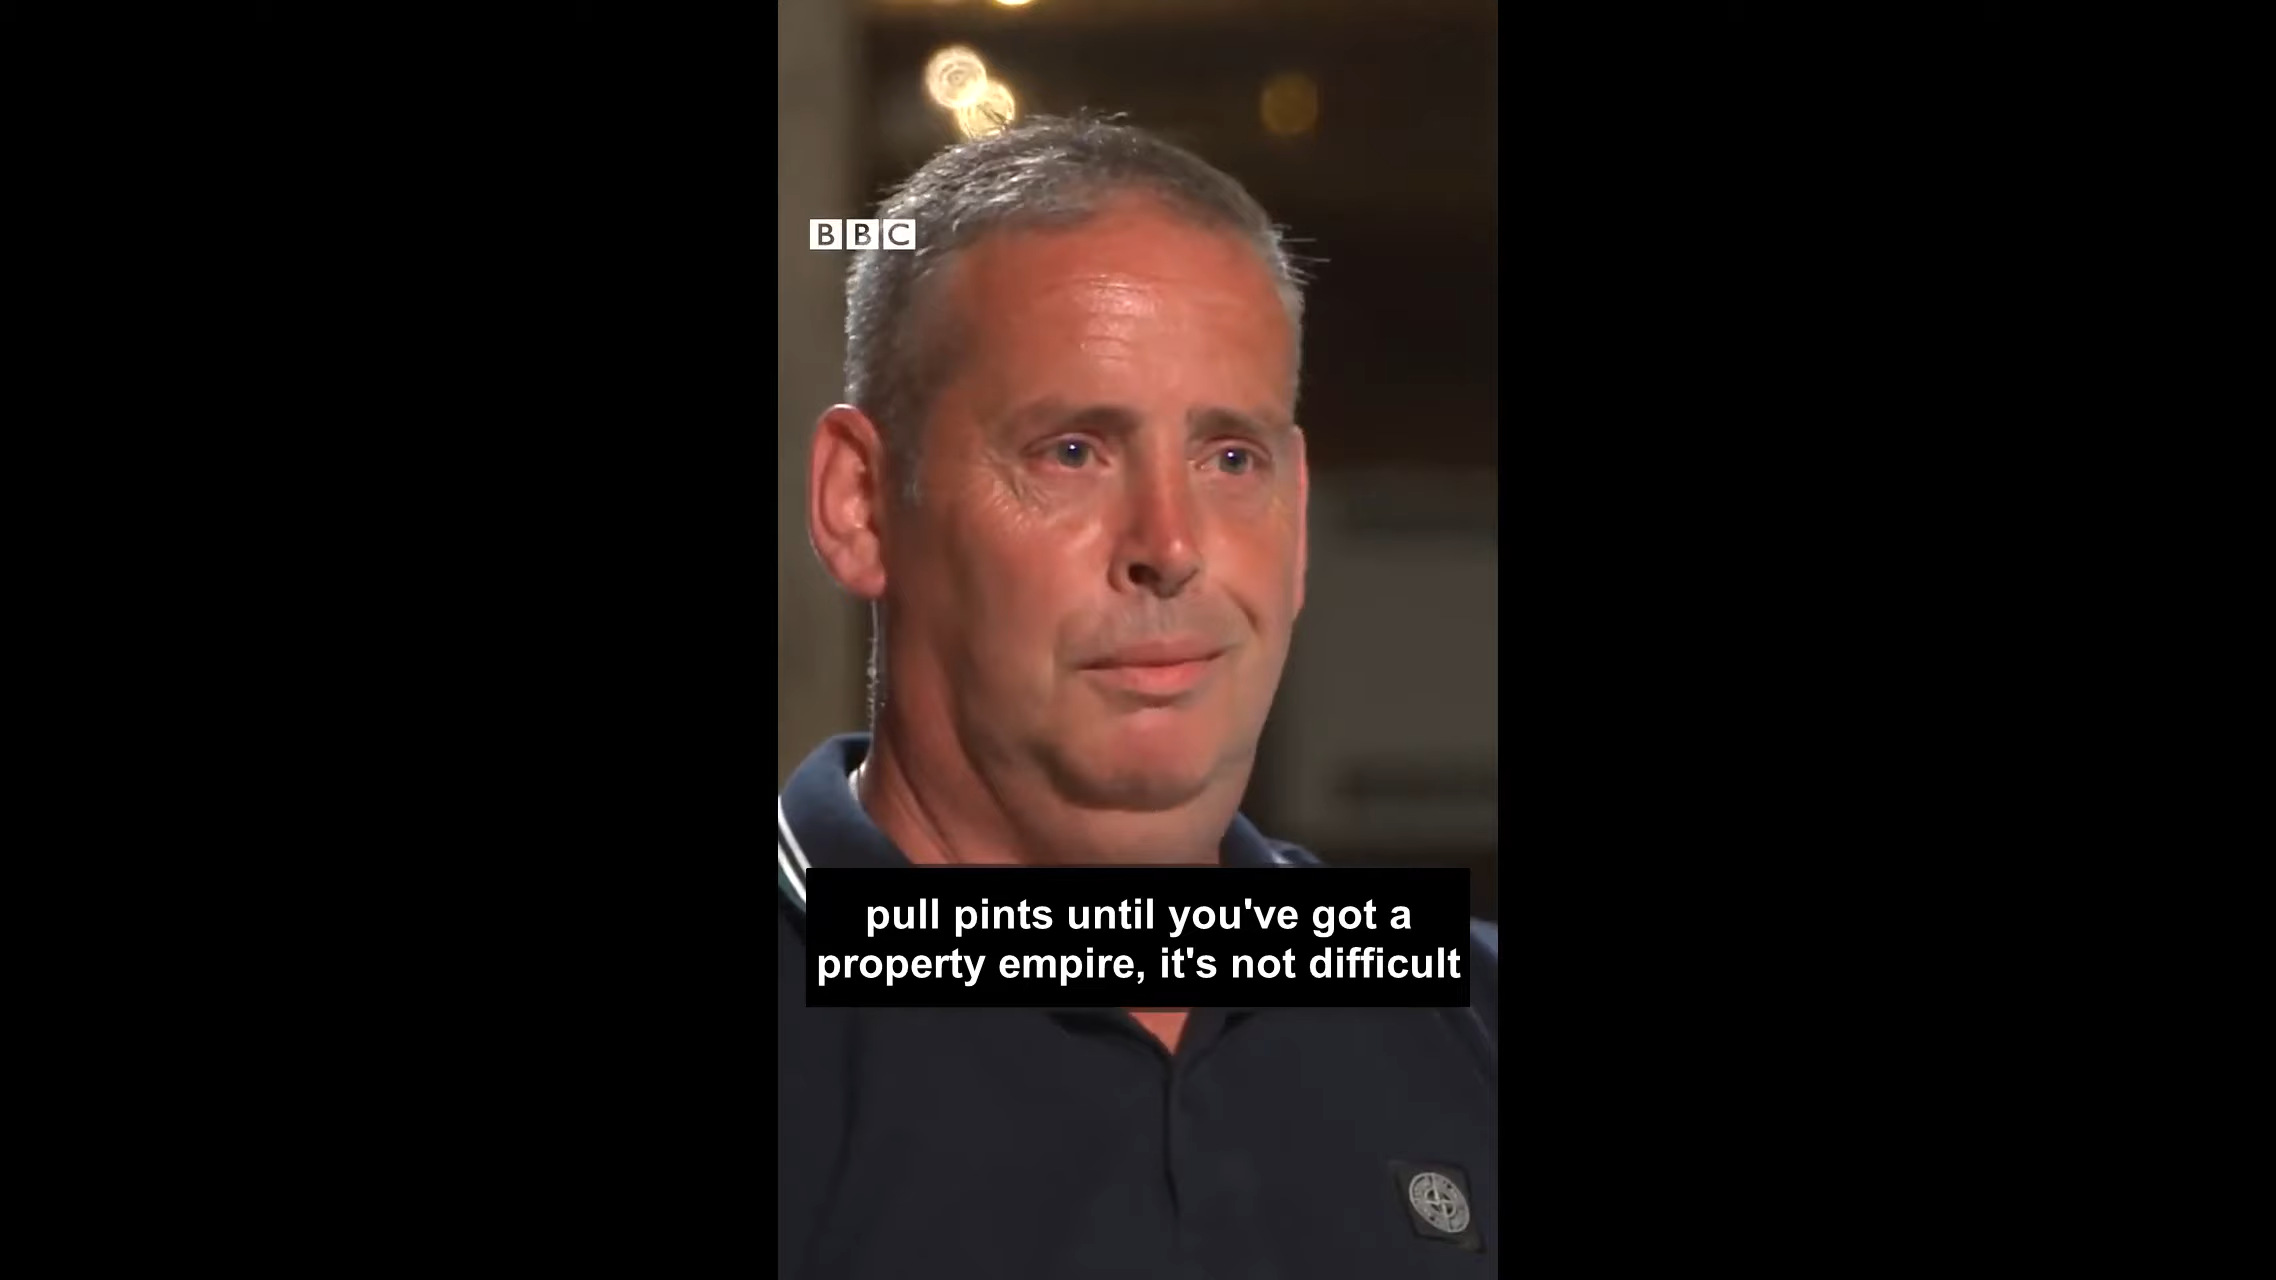 BBC
pull pints until you've got a
property empire, it's not difficult